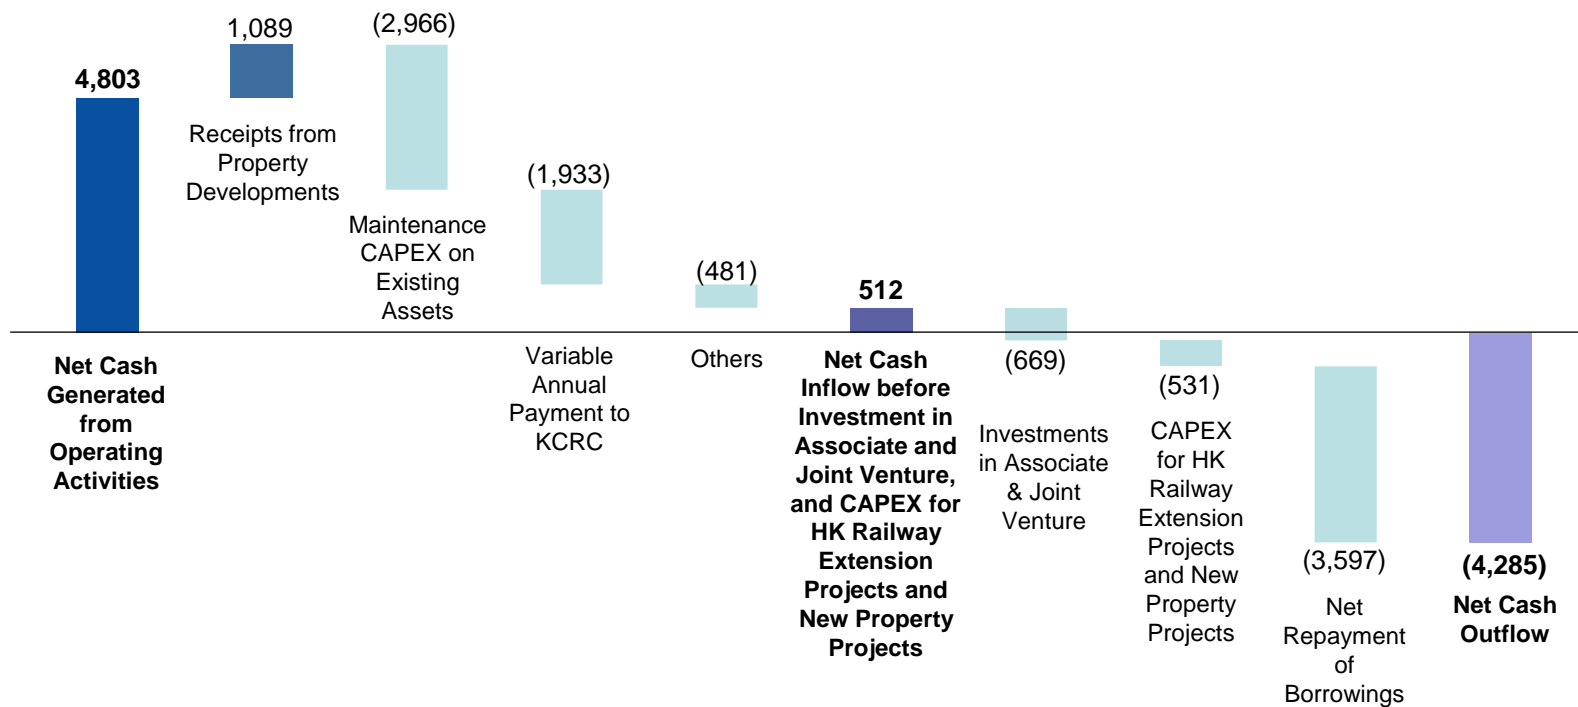 4,803
Net Cash
Generated
from
Operating
Activities
1,089
Receipts from
Property
Developments
(2,966)
Maintenance
CAPEX on
Existing
Assets
(1,933)
Variable
Annual
Payment to
KCRC
(481)
Others
512
Net Cash
Inflow before
Investment in
Associate and
Joint Venture,
and CAPEX for
HK Railway
Extension
Projects and
New Property
Projects
(669)
Investments
in Associate
& Joint
Venture
(531)
CAPEX
for HK
Railway
Extension
Projects
and New
Property
Projects
(3,597)
Net
Repayment
of
Borrowings
(4,285)
Net Cash
Outflow